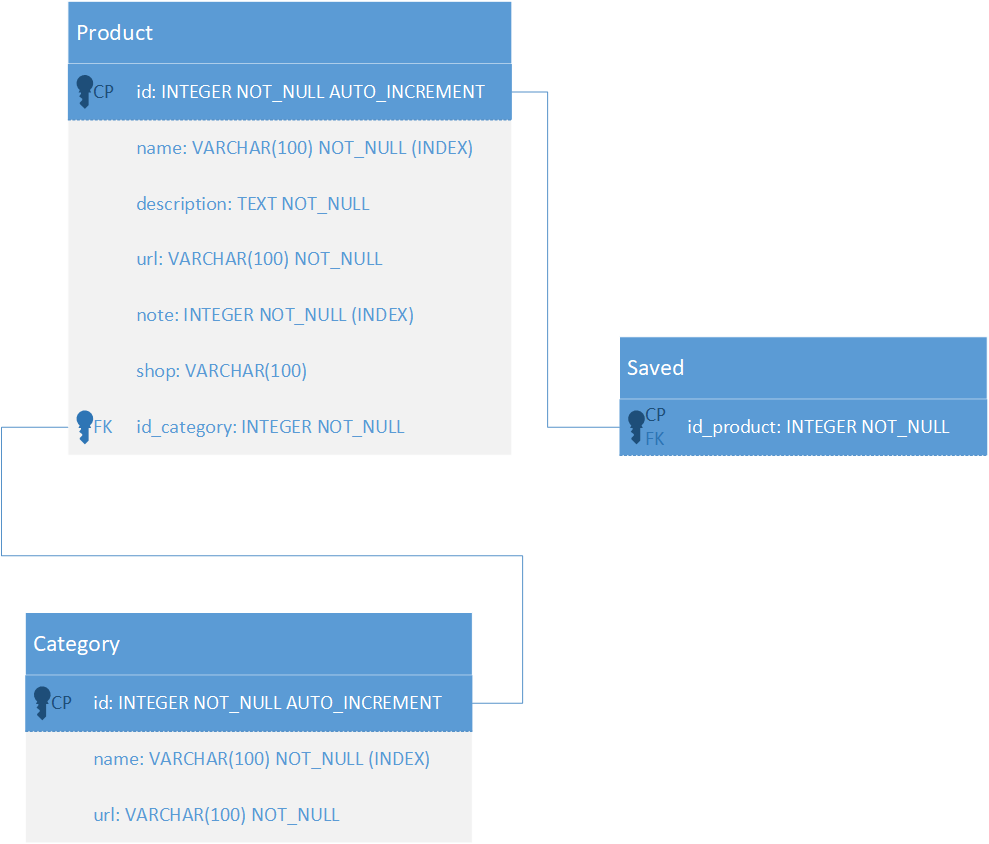 Product
CP id: INTEGER NOT_NULL AUTO_INCREMENT
name: VARCHAR(100) NOT_NULL (INDEX)
description: TEXT NOT_NULL
url: VARCHAR(100) NOT_NULL
note: INTEGER NOT_NULL (INDEX)
shop: VARCHAR(100)
FK id_category: INTEGER NOT_NULL
Saved
CP
FK id_product: INTEGER NOT_NULL
Category
CP id: INTEGER NOT_NULL AUTO_INCREMENT
name: VARCHAR(100) NOT_NULL (INDEX)
url: VARCHAR(100) NOT_NULL